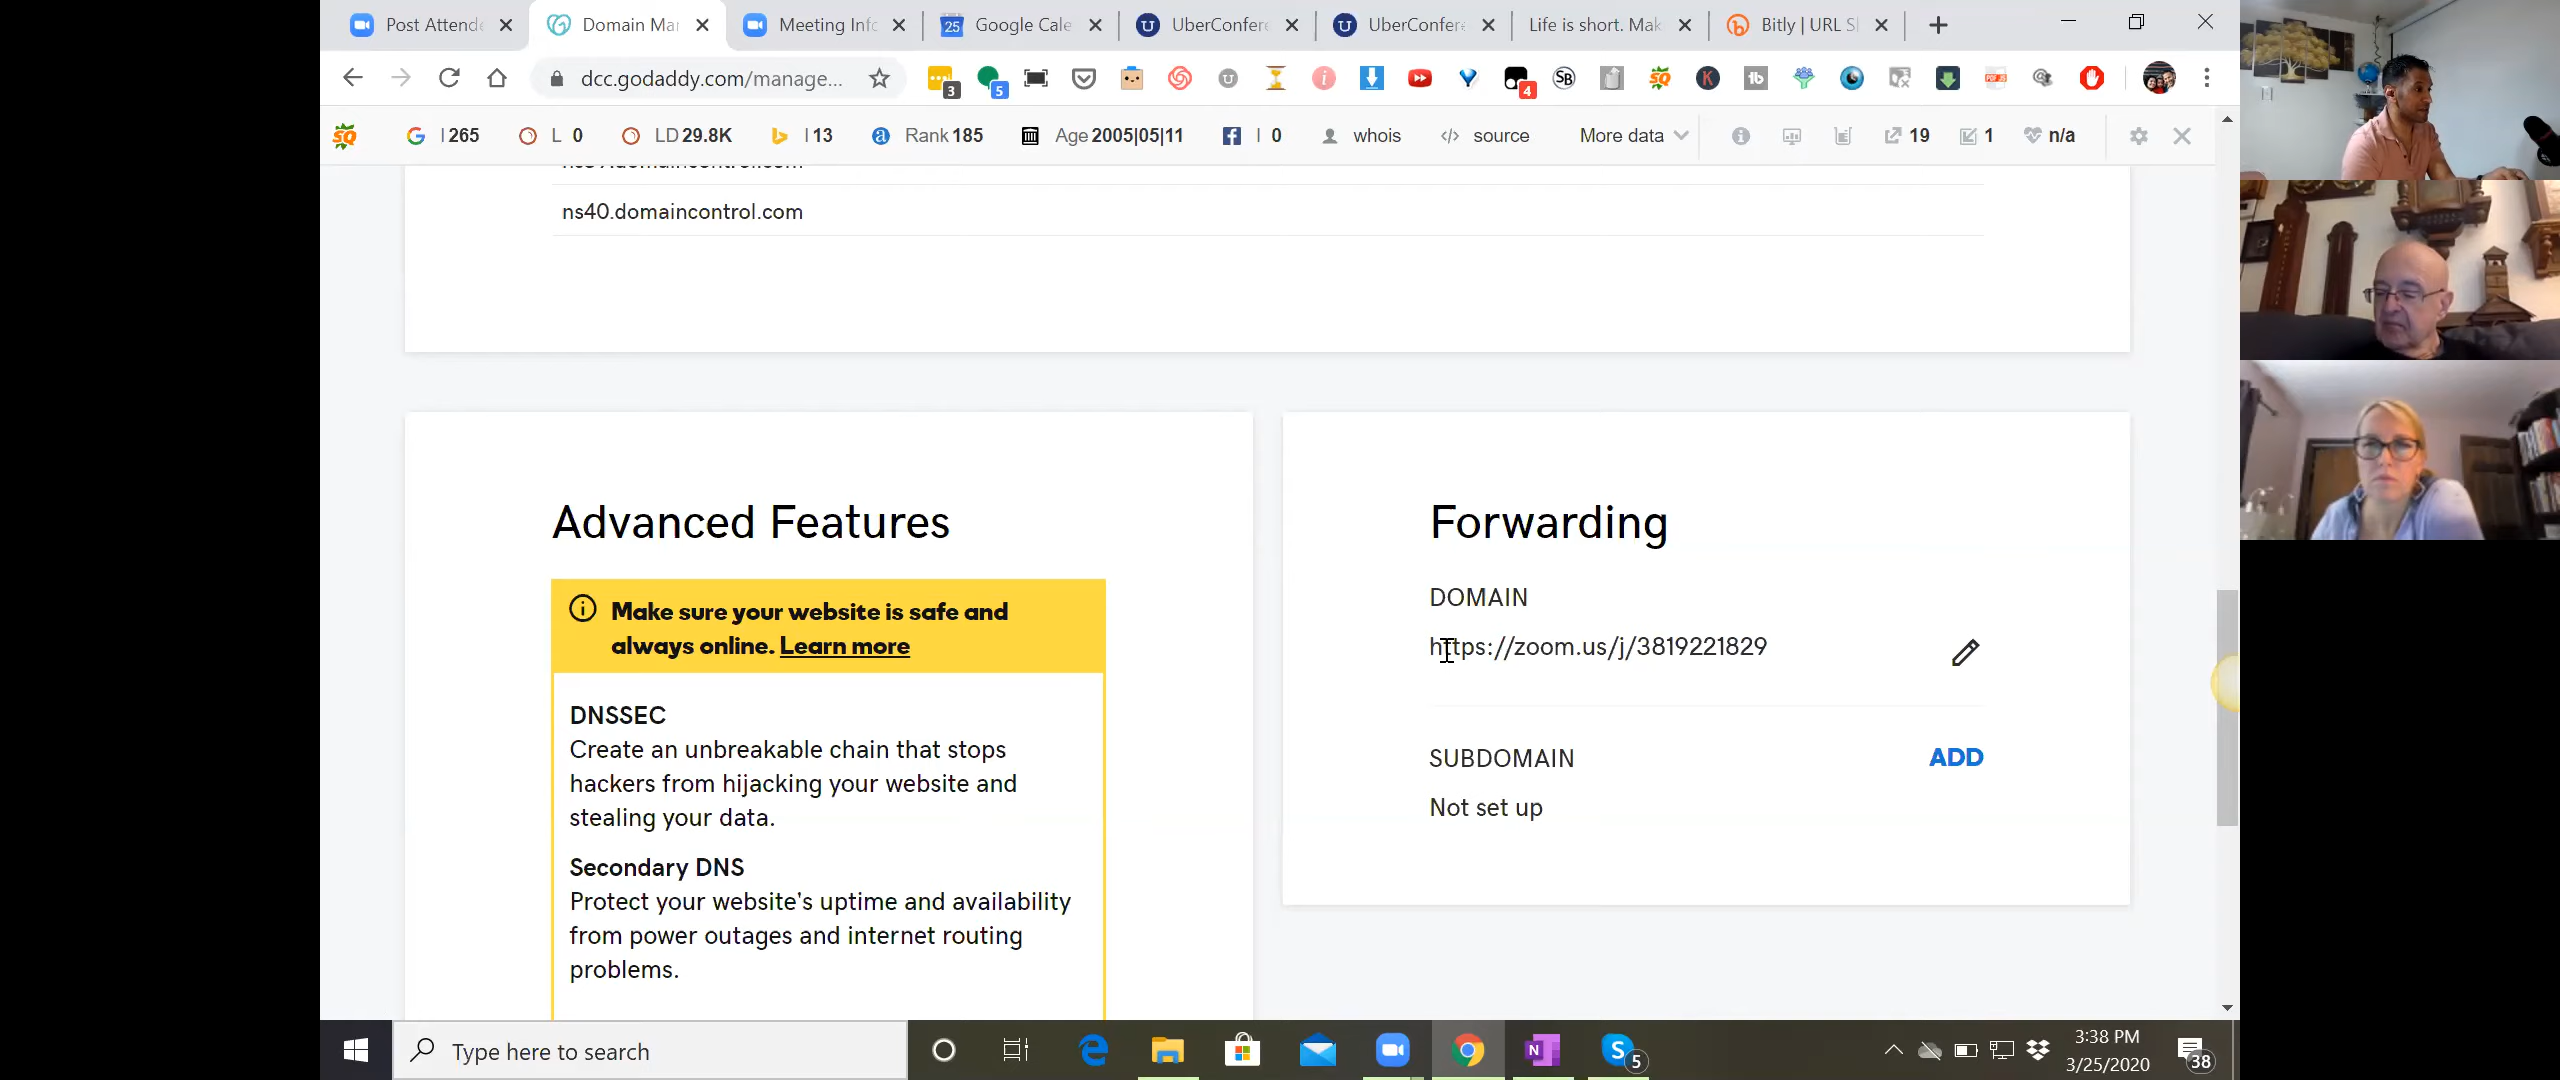 Post Attende
Domain Mar
Meeting Info
25
Google Cale
UberConfere
UberConfere
Life is short. Mak
Bitly | URL S
dcc.godaddy.com/manage...
3
5
4
I 265
L 0
LD 29.8K
I 13
Rank 185
Age 2005|05|11
I 0
whois
source
More data
19
1
n/a
ns40.domaincontrol.com
Advanced Features
Make sure your website is safe and
always online. Learn more
DNSSEC
Create an unbreakable chain that stops
hackers from hijacking your website and
stealing your data.
Secondary DNS
Protect your website's uptime and availability
from power outages and internet routing
problems.
Forwarding
DOMAIN
https://zoom.us/j/3819221829
SUBDOMAIN
ADD
Not set up
Type here to search
5
3:38 PM
3/25/2020
38